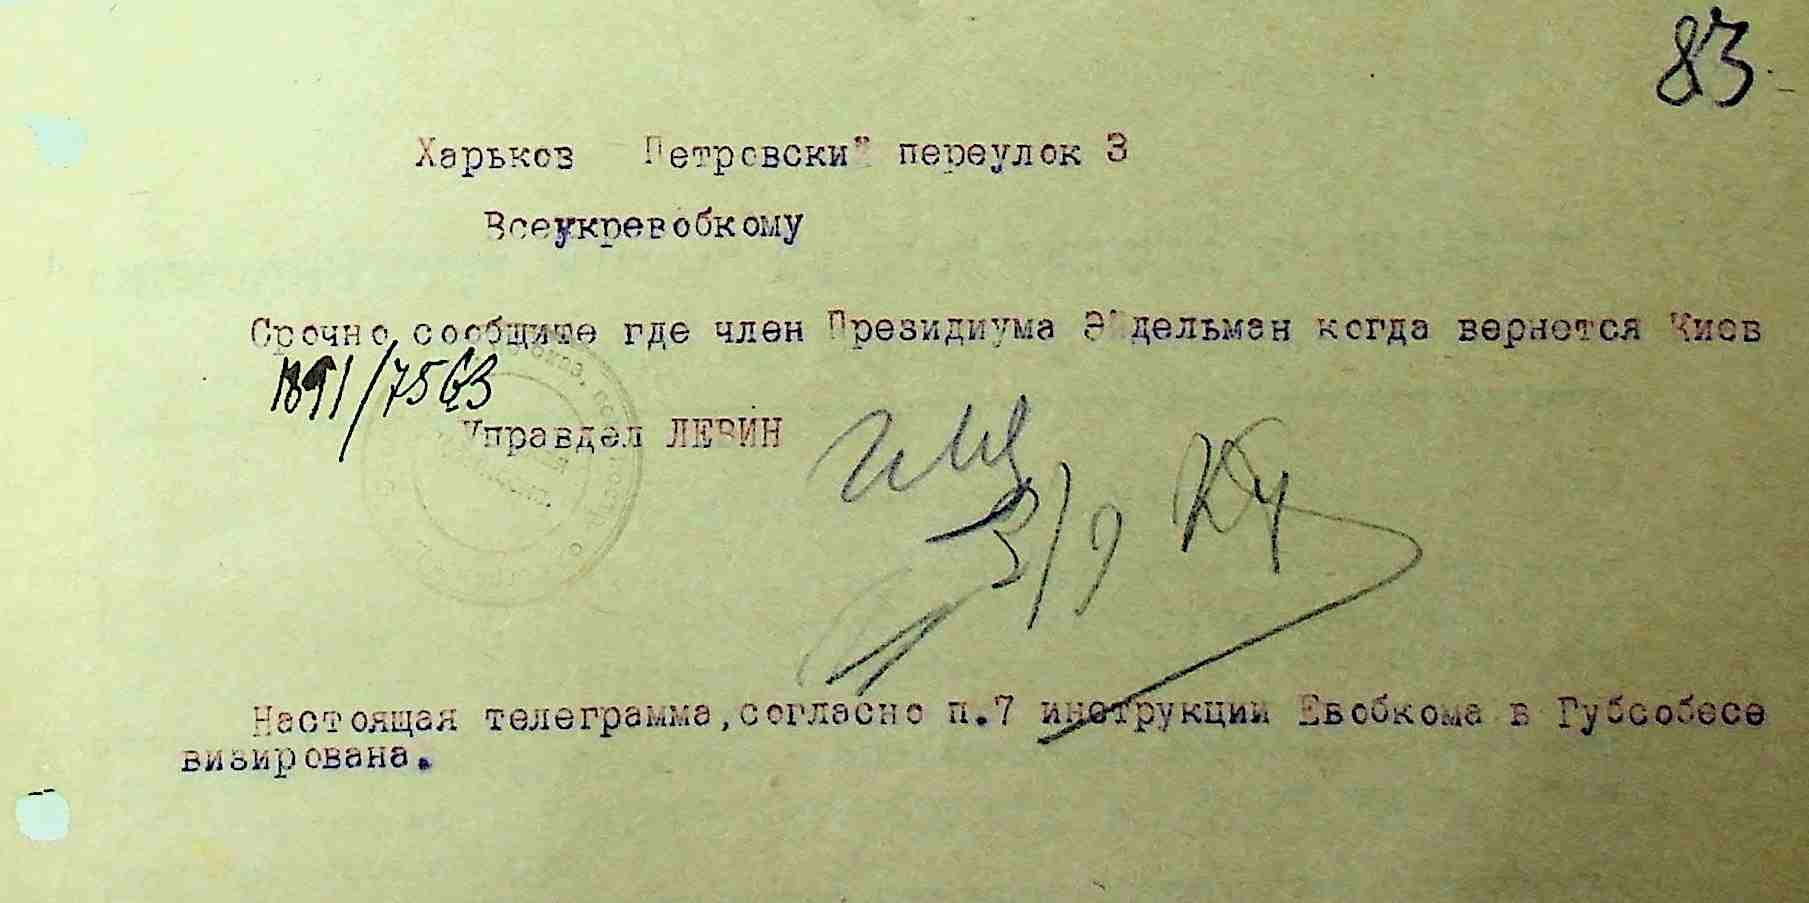 83
Харьков Петровский переулок 3
Всеукревобкому
Срочно сообщите где член Президиума Эйдельман когда вернется Киев
1891/7563
Управдел ЛЕВИН
3/9
Настоящая телеграмма,согласно п.7 инструкции Евобкома в Губсобесе
визирована.